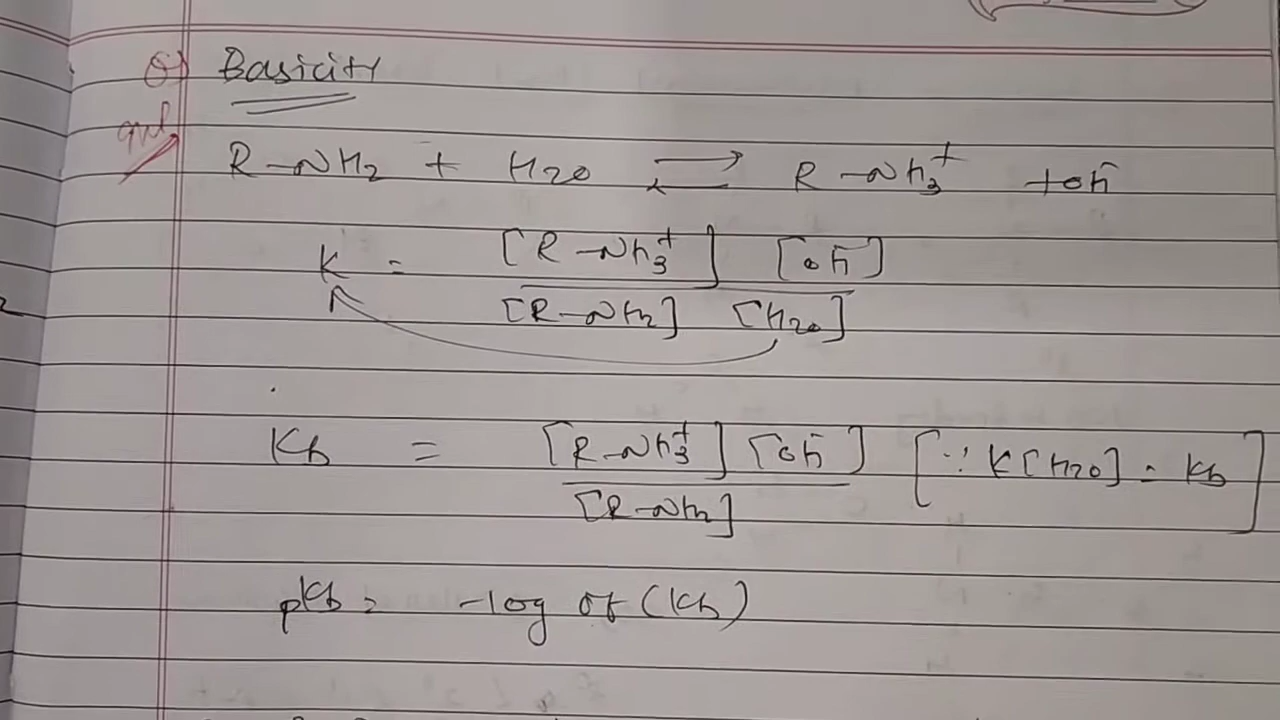 Basicity
R-NH2 + H2O ⇌ R-NH3+ + OH-
K = [R-NH3+] [OH-]
[R-NH2] [H2O]
Kb = [R-NH3+] [OH-] [∵ K[H2O] = Kb]
[R-NH2]
pKb = -log of (Kb)